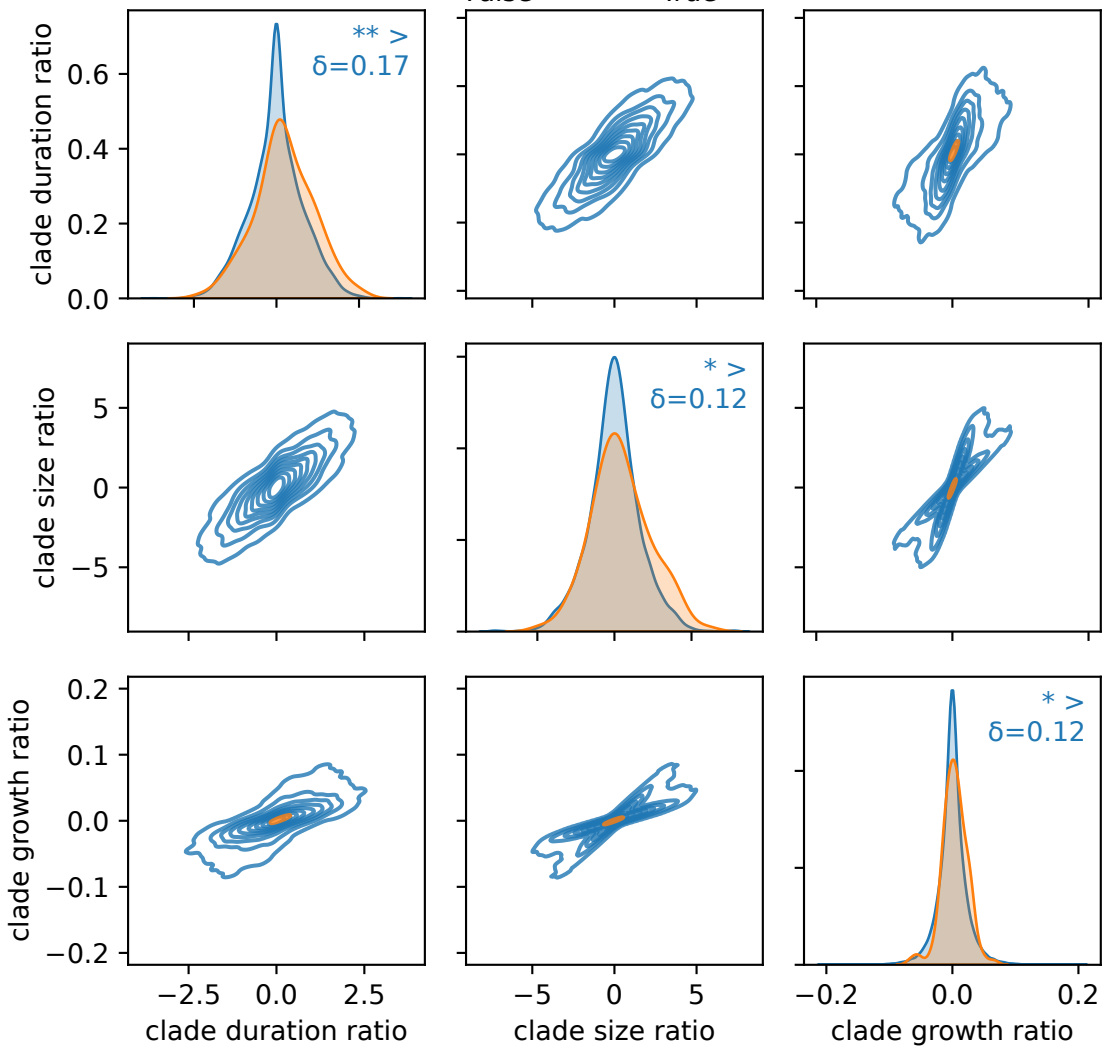 ** >
δ=0.17
clade duration ratio
0.6
0.4
0.2
0.0
* >
δ=0.12
clade size ratio
5
0
−5
* >
δ=0.12
clade growth ratio
0.2
0.1
0.0
−0.1
−0.2
−2.5 0.0 2.5
−5 0 5
−0.2 0.0 0.2
clade duration ratio
clade size ratio
clade growth ratio